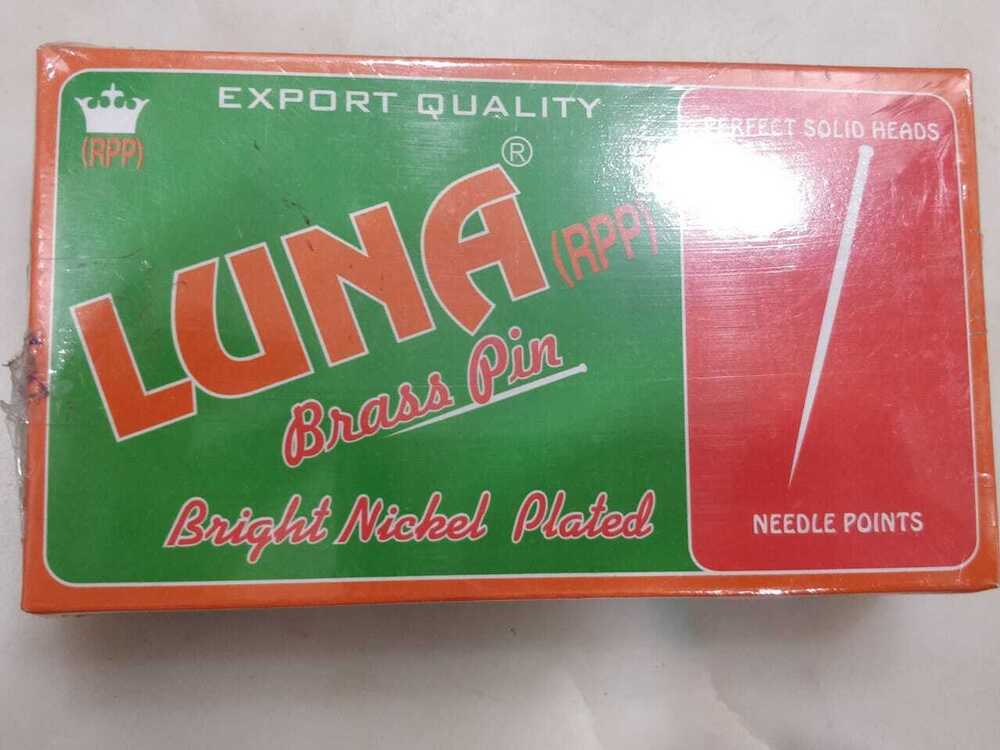 EXPORT QUALITY
(RPP)
LUNA®
(RPP)
Brass Pin
Bright Nickel Plated
PERFECT SOLID HEADS
NEEDLE POINTS